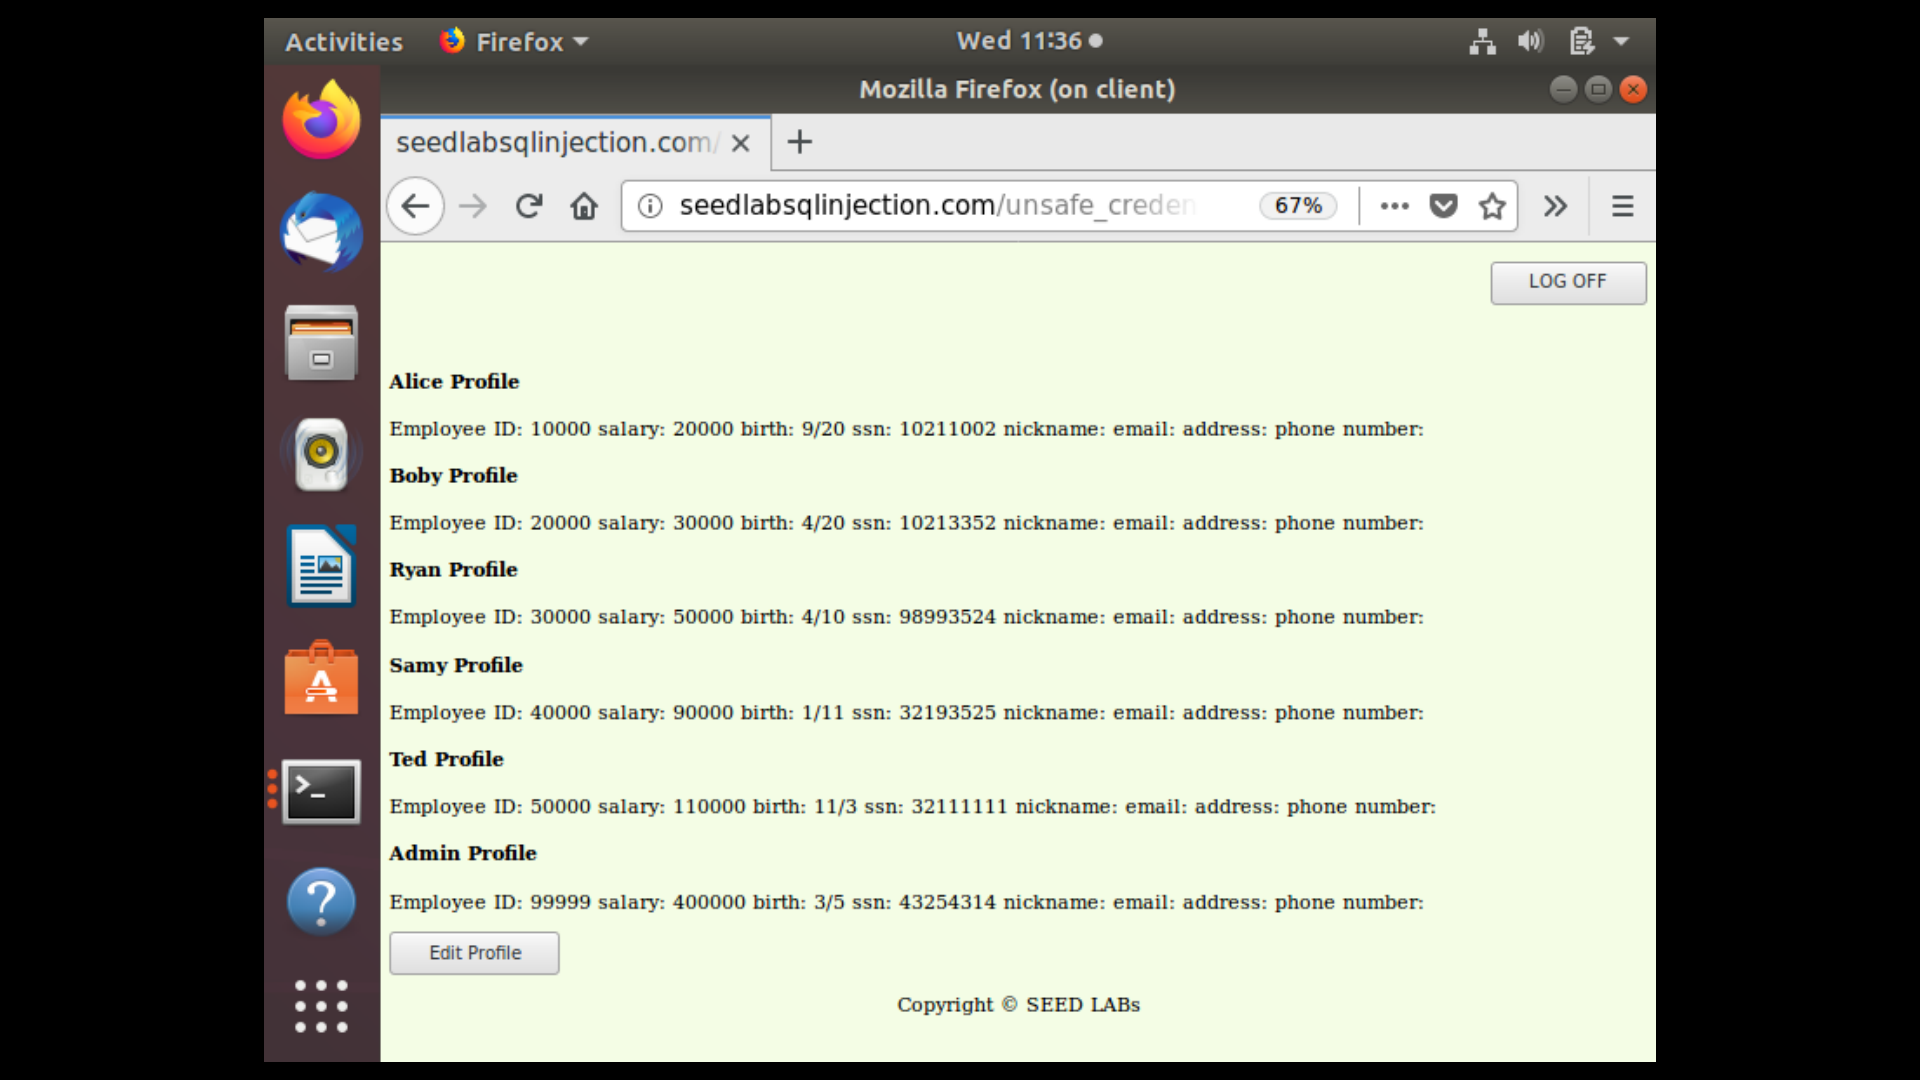 Activities
Firefox
Wed 11:36
Mozilla Firefox (on client)
seedlabsqlinjection.com/
seedlabsqlinjection.com/unsafe_creden
67%
LOG OFF
Alice Profile
Employee ID: 10000 salary: 20000 birth: 9/20 ssn: 10211002 nickname: email: address: phone number:
Boby Profile
Employee ID: 20000 salary: 30000 birth: 4/20 ssn: 10213352 nickname: email: address: phone number:
Ryan Profile
Employee ID: 30000 salary: 50000 birth: 4/10 ssn: 98993524 nickname: email: address: phone number:
Samy Profile
Employee ID: 40000 salary: 90000 birth: 1/11 ssn: 32193525 nickname: email: address: phone number:
Ted Profile
Employee ID: 50000 salary: 110000 birth: 11/3 ssn: 32111111 nickname: email: address: phone number:
Admin Profile
Employee ID: 99999 salary: 400000 birth: 3/5 ssn: 43254314 nickname: email: address: phone number:
Edit Profile
Copyright © SEED LABs